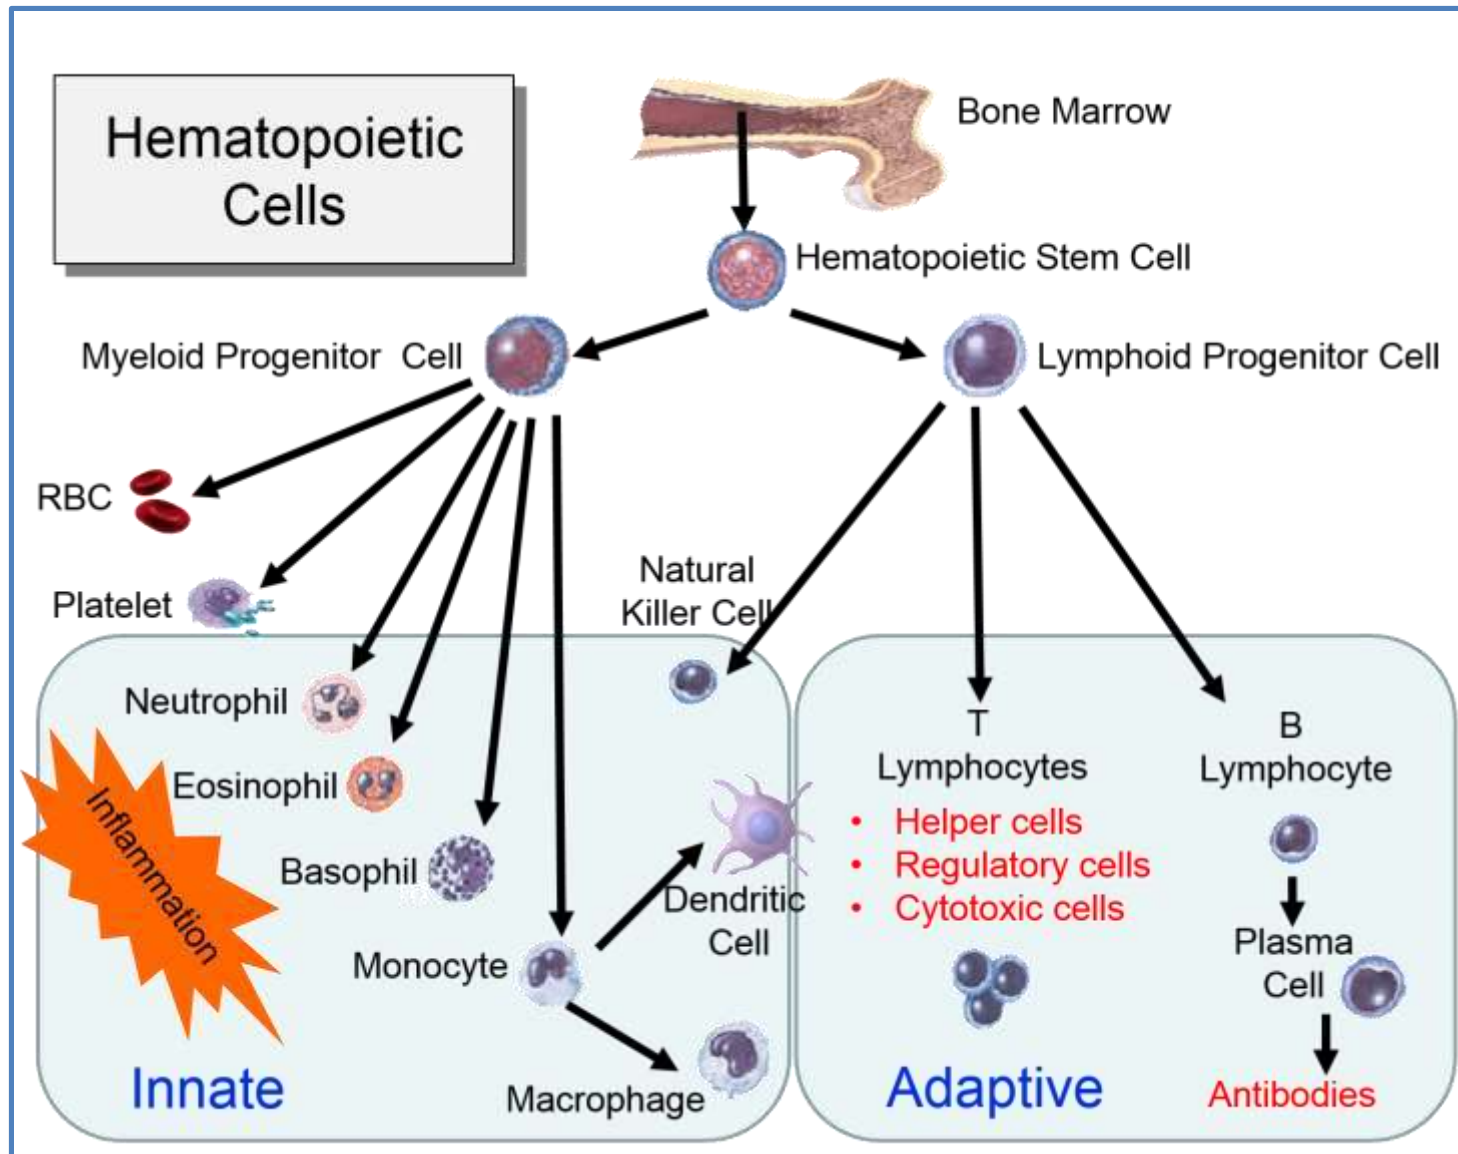 Hematopoietic
Cells
Bone Marrow
Hematopoietic Stem Cell
Myeloid Progenitor Cell
Lymphoid Progenitor Cell
RBC
Platelet
Natural
Killer Cell
Neutrophil
Eosinophil
Basophil
Monocyte
Dendritic
Cell
Macrophage
Inflammation
Innate
T
Lymphocytes
• Helper cells
• Regulatory cells
• Cytotoxic cells
B
Lymphocyte
Plasma
Cell
Antibodies
Adaptive